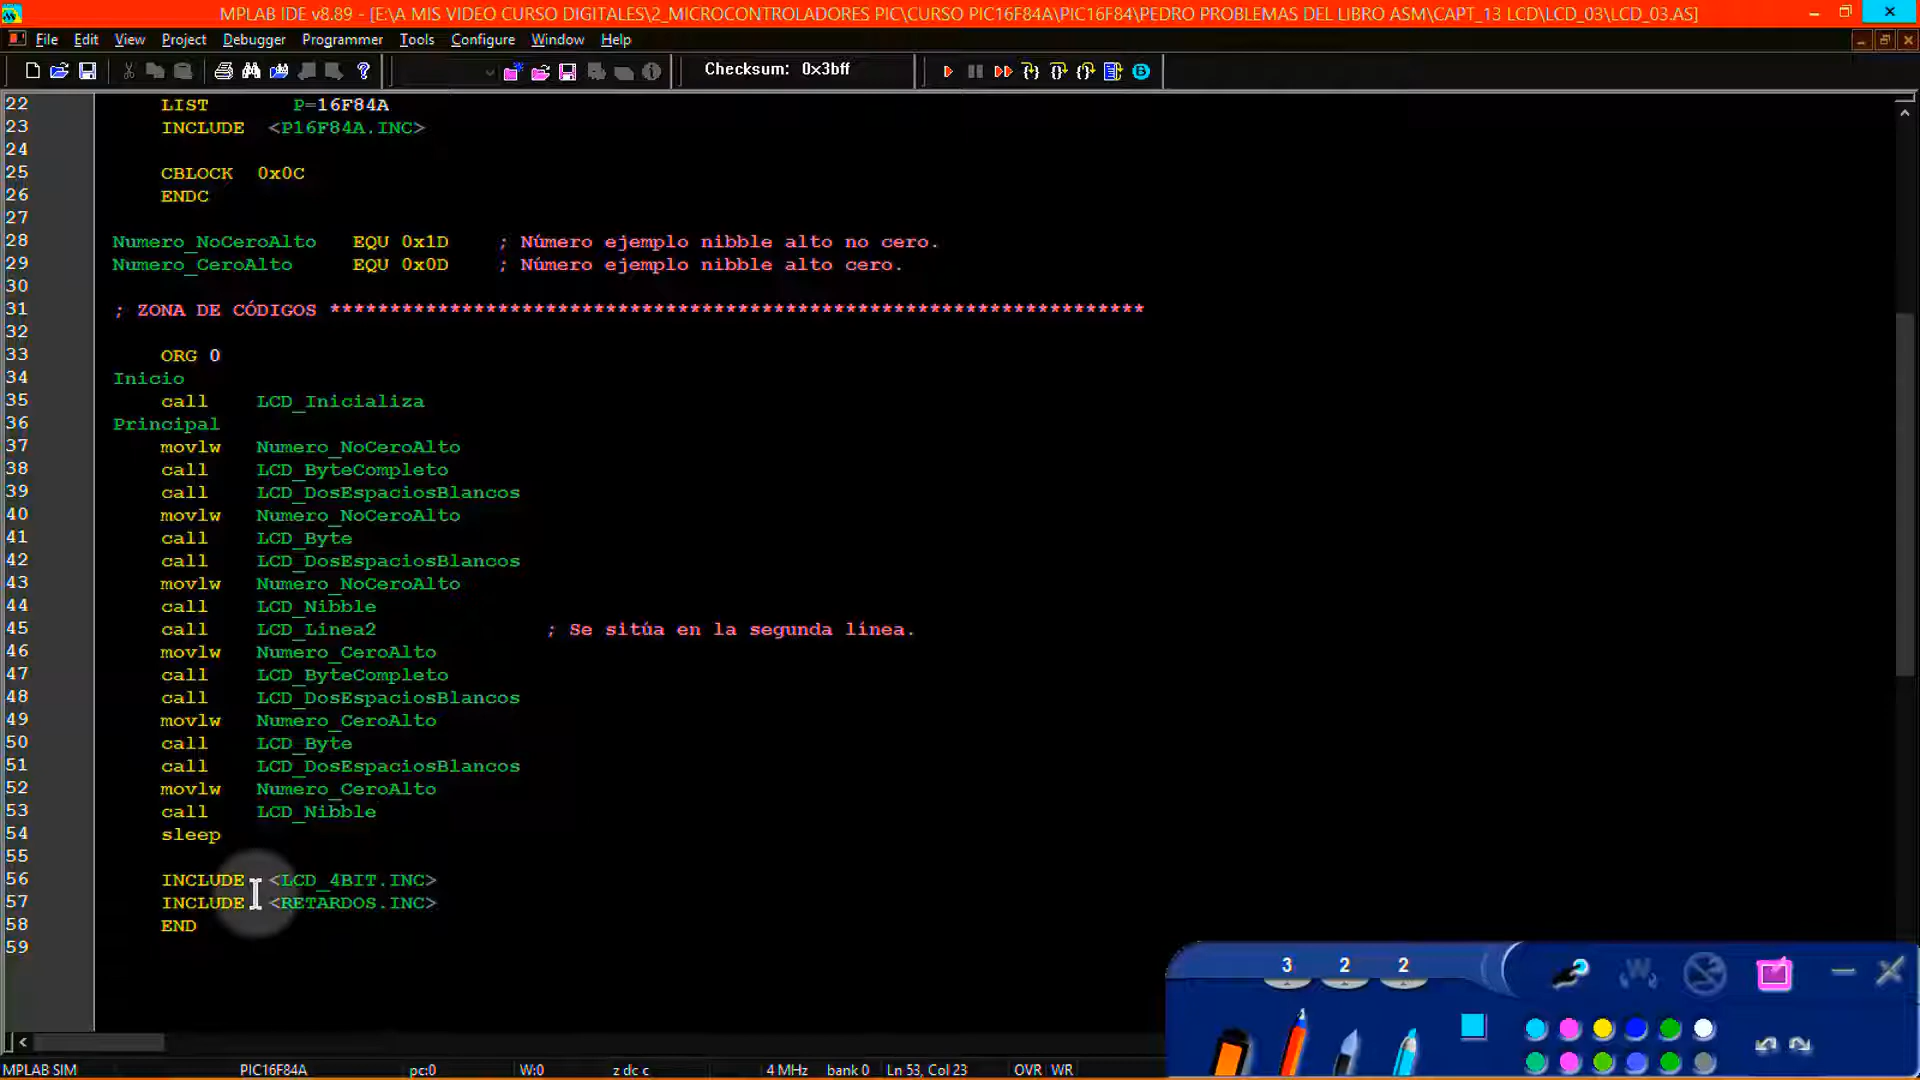 MPLAB IDE v8.89 - [E:\A MIS VIDEO CURSO DIGITALES\2_MICROCONTROLADORES PIC\CURSO PIC16F84A\PIC16F84\PEDRO PROBLEMAS DEL LIBRO ASM\CAPT_13 LCD\LCD_03\LCD_03.AS]
File Edit View Project Debugger Programmer Tools Configure Window Help
Checksum: 0x3bff
22 LIST P=16F84A
23 INCLUDE <P16F84A.INC>
24
25 CBLOCK 0x0C
26 ENDC
27
28 Numero_NoCeroAlto EQU 0x1D ; Número ejemplo nibble alto no cero.
29 Numero_CeroAlto EQU 0x0D ; Número ejemplo nibble alto cero.
30
31 ; ZONA DE CÓDIGOS ********************************************************************
32
33 ORG 0
34 Inicio
35 call LCD_Inicializa
36 Principal
37 movlw Numero_NoCeroAlto
38 call LCD_ByteCompleto
39 call LCD_DosEspaciosBlancos
40 movlw Numero_NoCeroAlto
41 call LCD_Byte
42 call LCD_DosEspaciosBlancos
43 movlw Numero_NoCeroAlto
44 call LCD_Nibble
45 call LCD_Linea2 ; Se sitúa en la segunda línea.
46 movlw Numero_CeroAlto
47 call LCD_ByteCompleto
48 call LCD_DosEspaciosBlancos
49 movlw Numero_CeroAlto
50 call LCD_Byte
51 call LCD_DosEspaciosBlancos
52 movlw Numero_CeroAlto
53 call LCD_Nibble
54 sleep
55
56 INCLUDE <LCD_4BIT.INC>
57 INCLUDE <RETARDOS.INC>
58 END
59
3 2 2
MPLAB SIM PIC16F84A pc:0 W:0 z dc c 4 MHz bank 0 Ln 53, Col 23 OVR WR